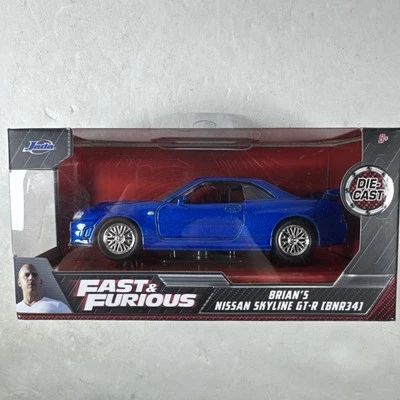 Jada
8+
DIE-
CAST
FAST &
FURIOUS
BRIAN'S
NISSAN SKYLINE GT-R [BNR34]